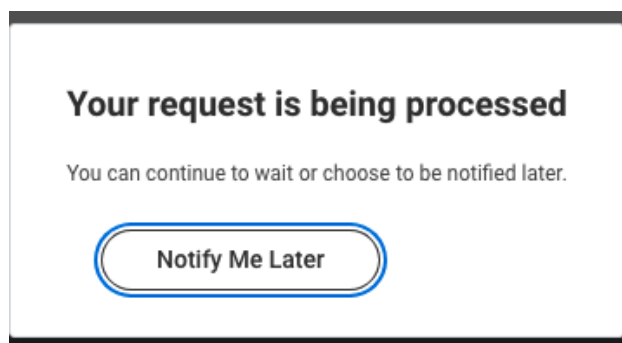 Your request is being processed
You can continue to wait or choose to be notified later.
Notify Me Later